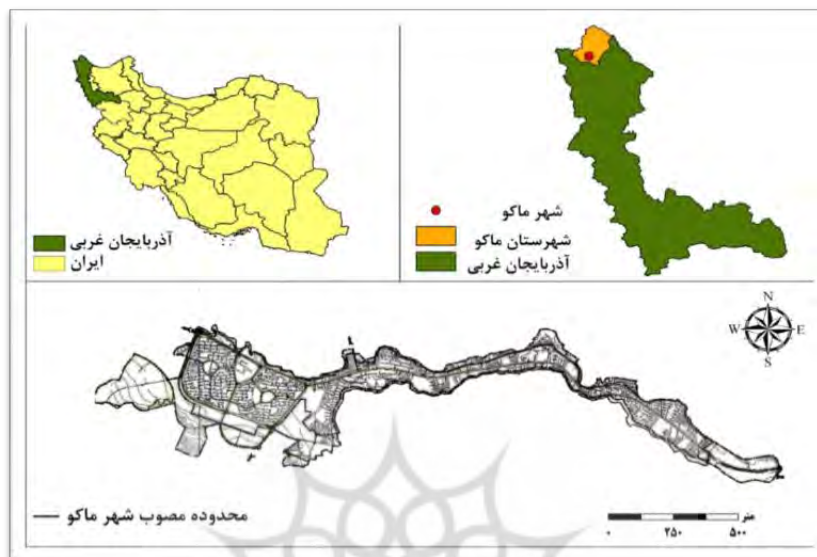 آذربایجان غربی
ایران
شهر ماکو
شهرستان ماکو
آذربایجان غربی
N
W E
S
محدوده مصوب شهر ماکو
متر
۰ ۲۵۰ ۵۰۰